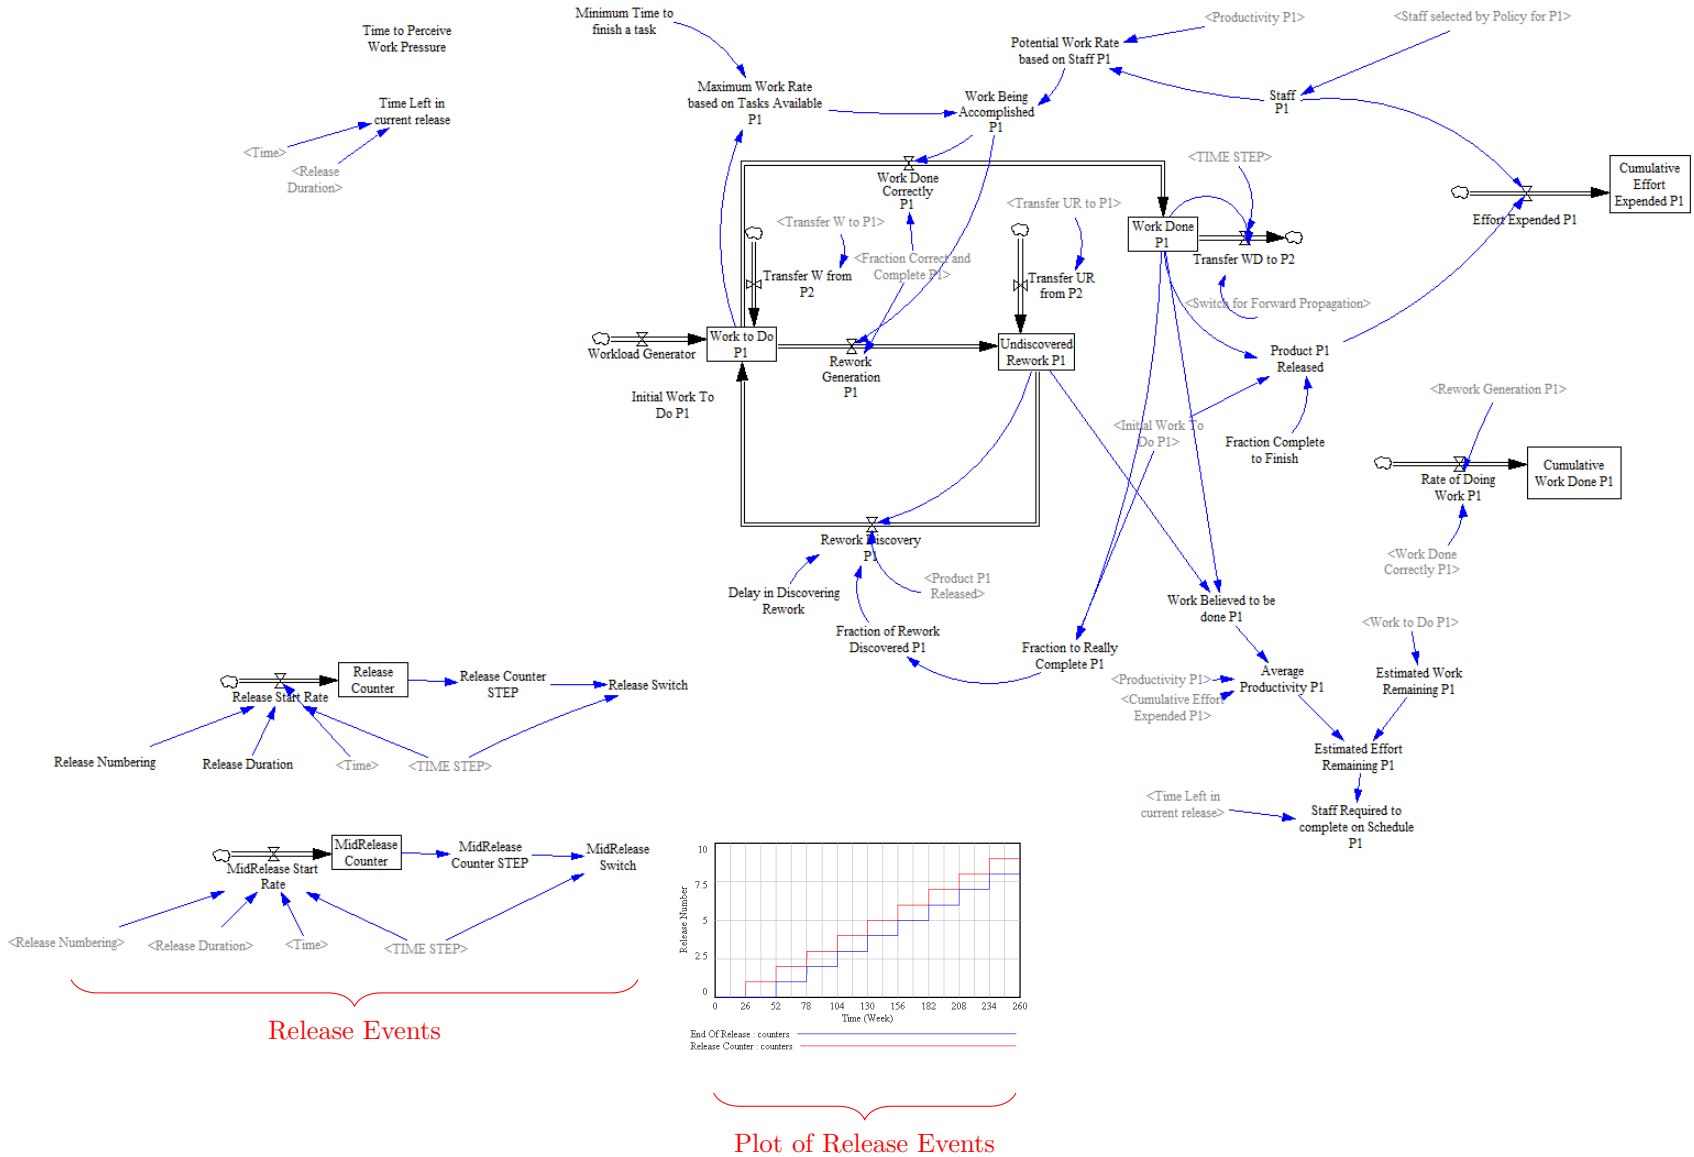 Minimum Time to
finish a task
<Productivity P1>
<Staff selected by Policy for P1>
Time to Perceive
Work Pressure
Potential Work Rate
based on Staff P1
Maximum Work Rate
based on Tasks Available
P1
Work Being
Accomplished
P1
Staff
P1
Time Left in
current release
<Time>
<Release
Duration>
<TIME STEP>
Cumulative
Effort
Expended P1
Work Done
Correctly
P1
<Transfer W to P1>
<Transfer UR to P1>
Work Done
P1
Effort Expended P1
<Fraction Correct and
Complete P1>
Transfer W from
P2
Transfer UR
from P2
Transfer WD to P2
<Switch for Forward Propagation>
Workload Generator
Work to Do
P1
Rework
Generation
P1
Undiscovered
Rework P1
Product P1
Released
Initial Work To
Do P1
<Rework Generation P1>
<Initial Work To
Do P1>
Fraction Complete
to Finish
Rate of Doing
Work P1
Cumulative
Work Done P1
Rework Discovery
P1
<Work Done
Correctly P1>
Delay in Discovering
Rework
<Product P1
Released>
Work Believed to be
done P1
Fraction of Rework
Discovered P1
Fraction to Really
Complete P1
<Work to Do P1>
Release
Counter
Release Counter
STEP
Release Switch
Release Start Rate
<Productivity P1>
<Cumulative Effort
Expended P1>
Average
Productivity P1
Estimated Work
Remaining P1
Release Numbering
Release Duration
<Time>
<TIME STEP>
Estimated Effort
Remaining P1
<Time Left in
current release>
Staff Required to
complete on Schedule
P1
MidRelease
Counter
MidRelease
Counter STEP
MidRelease
Switch
MidRelease Start
Rate
<Release Numbering>
<Release Duration>
<Time>
<TIME STEP>
Release Events
10
7.5
5
2.5
0
Release Number
0 26 52 78 104 130 156 182 208 234 260
Time (Week)
End Of Release : counters
Release Counter : counters
Plot of Release Events